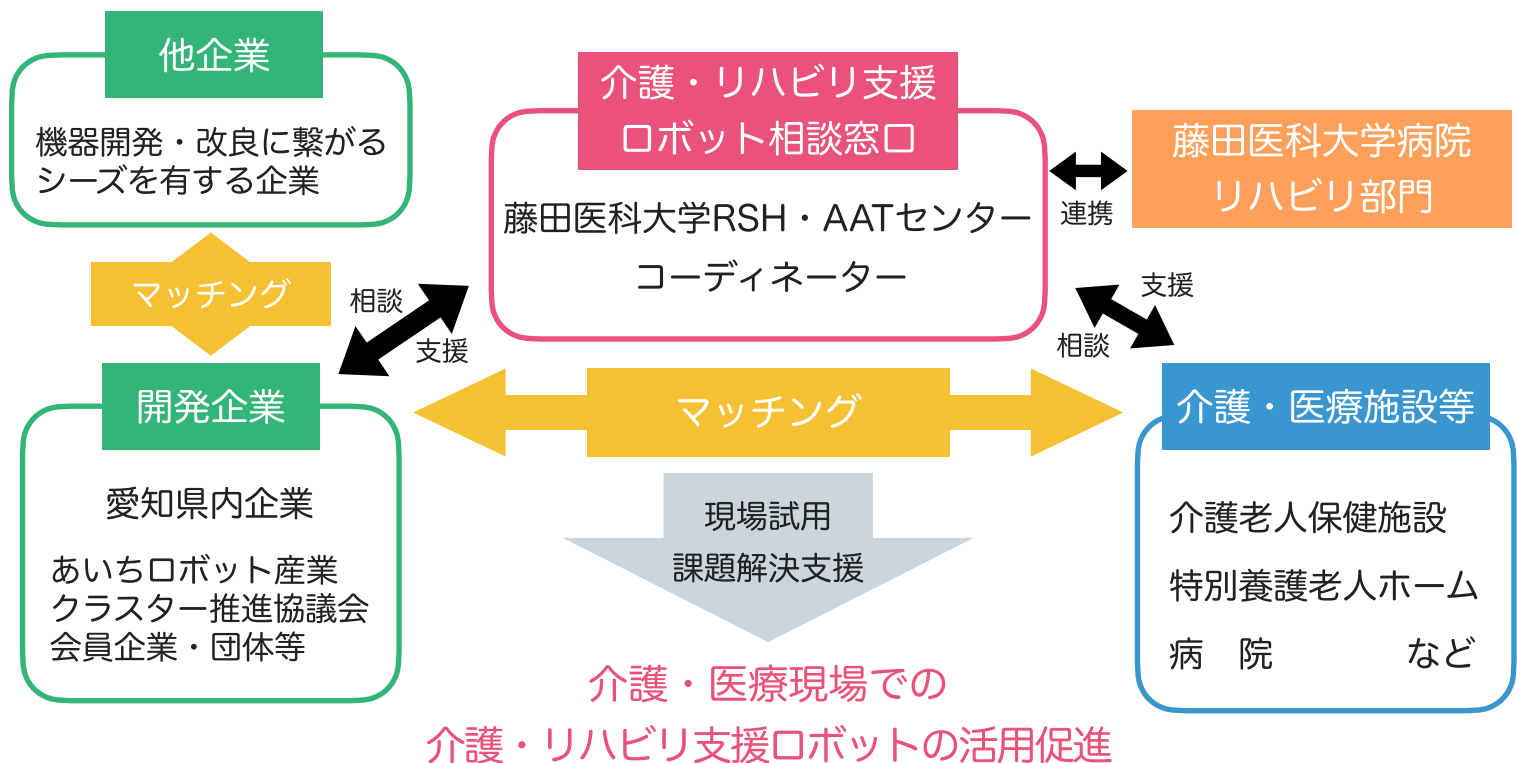 他企業
機器開発・改良に繋がる
シーズを有する企業
介護・リハビリ支援
ロボット相談窓口
藤田医科大学RSH・AATセンター
コーディネーター
連携
藤田医科大学病院
リハビリ部門
マッチング
相談
支援
支援
相談
開発企業
愛知県内企業
あいちロボット産業
クラスター推進協議会
会員企業・団体等
マッチング
介護・医療施設等
介護老人保健施設
特別養護老人ホーム
病　院　　　　など
現場試用
課題解決支援
介護・医療現場での
介護・リハビリ支援ロボットの活用促進